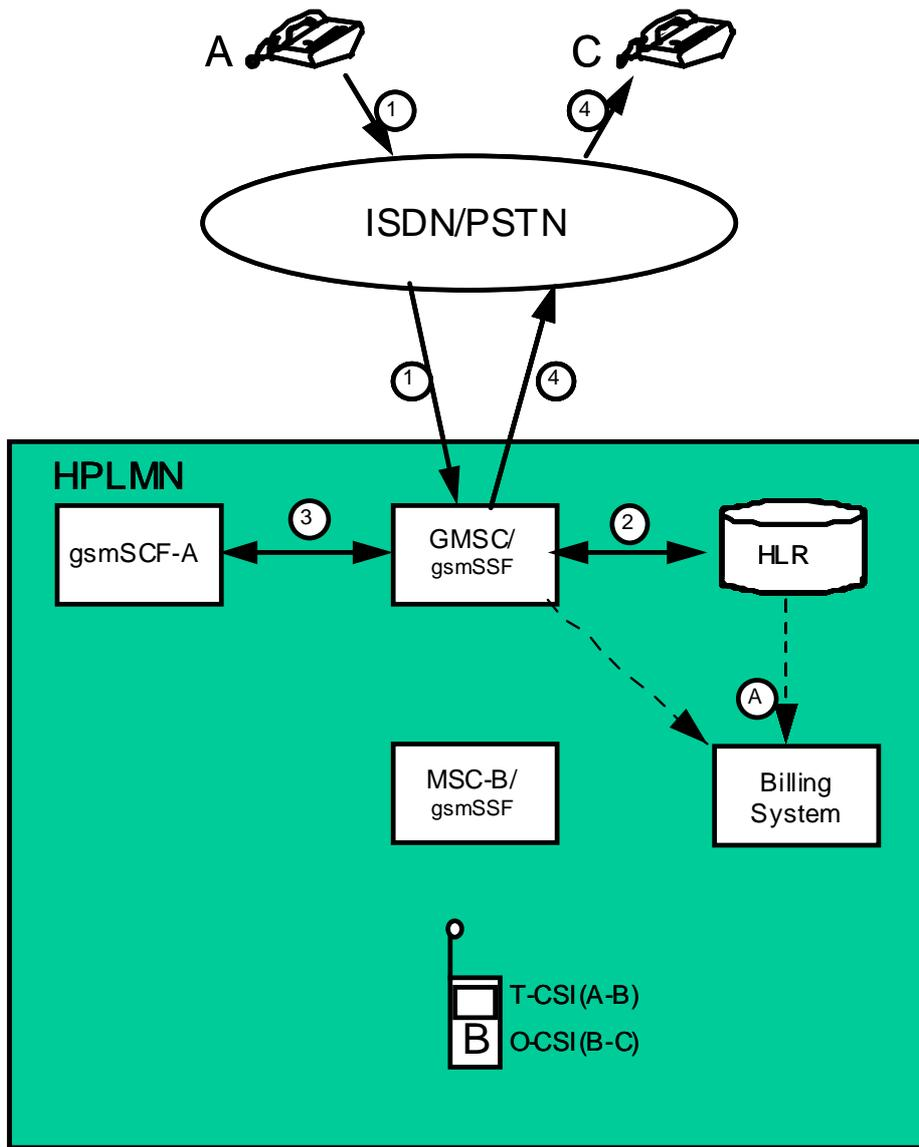 A
C
1
4
ISDN/PSTN
1
4
HPLMN
gsmSCF-A
3
GMSC/
gsmSSF
2
HLR
A
MSC-B/
gsmSSF
Billing
System
T-CSI(A-B)
B
O-CSI(B-C)